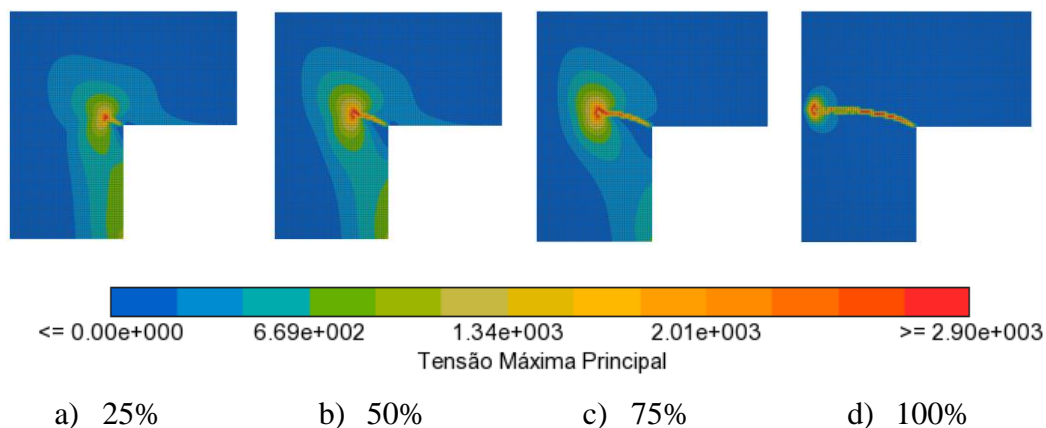 <= 0.00e+000 6.69e+002 1.34e+003 2.01e+003 >= 2.90e+003
Tensão Máxima Principal
a) 25% b) 50% c) 75% d) 100%